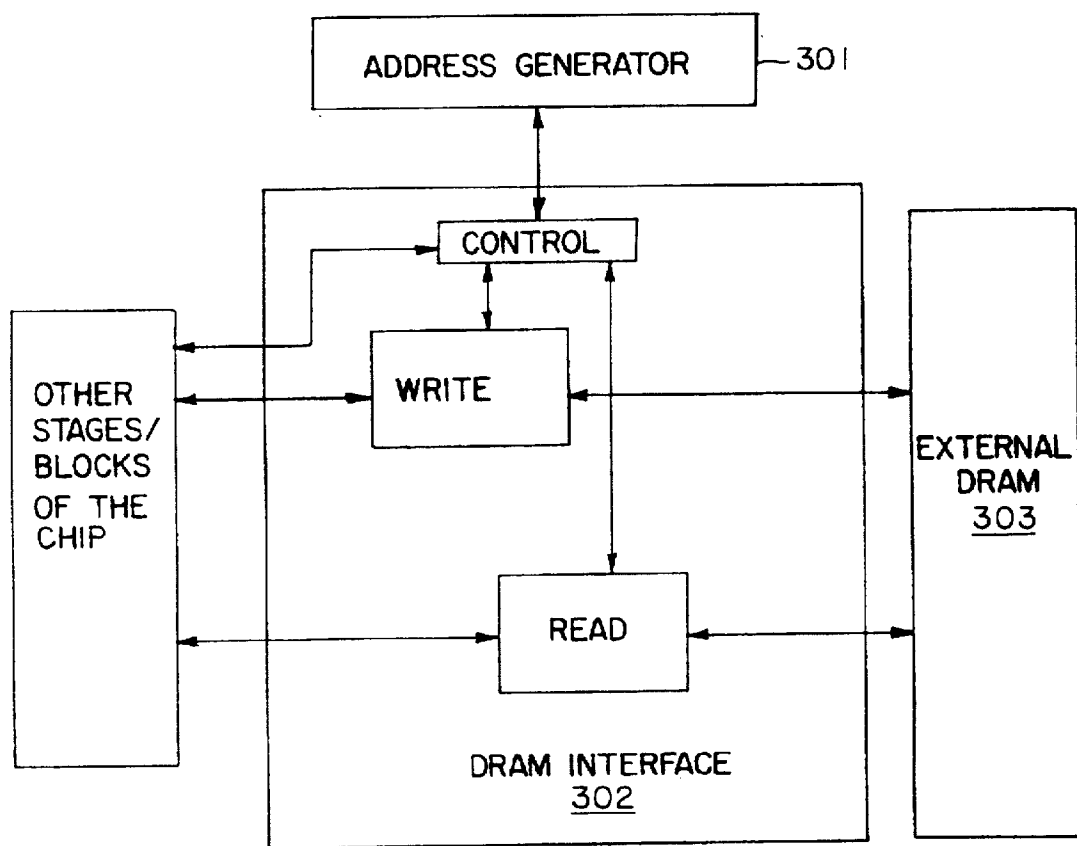 ADDRESS GENERATOR
301
CONTROL
WRITE
READ
OTHER
STAGES/
BLOCKS
OF THE
CHIP
EXTERNAL
DRAM
303
DRAM INTERFACE
302